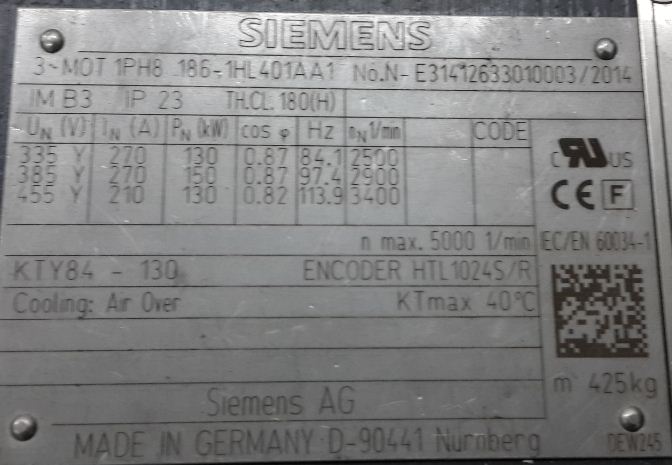 SIEMENS
3~MOT 1PH8 186-1HL401AA1 No.N- E31412633010003/2014
IM B3 IP 23 TH.CL. 180(H)
UN (V) IN (A) PN (kW) cos φ Hz nN 1/min CODE
335 Y 270 130 0.87 84.1 2500
385 Y 270 150 0.87 97.4 2900
455 Y 210 130 0.82 113.9 3400
c RU US
CE F
n max. 5000 1/min IEC/EN 60034-1
KTY84 - 130 ENCODER HTL1024S/R
Cooling: Air Over KTmax 40°C
m 425kg
Siemens AG
MADE IN GERMANY D-90441 Nürnberg DEW245